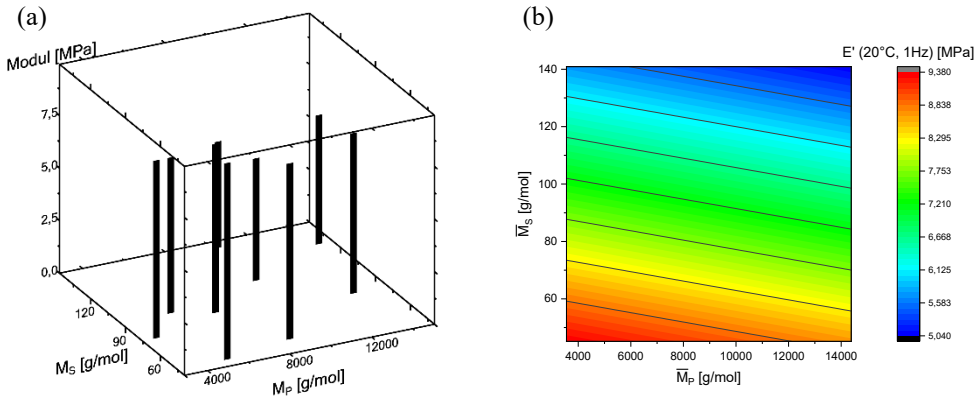 (a)
Modul [MPa]
7,5
5,0
2,5
0,0
120
90
60
M_S [g/mol]
4000
8000
12000
M_P [g/mol]
(b)
E' (20°C, 1Hz) [MPa]
140
120
100
80
60
M̅_S [g/mol]
4000 6000 8000 10000 12000 14000
M̅_P [g/mol]
9,380
8,838
8,295
7,753
7,210
6,668
6,125
5,583
5,040